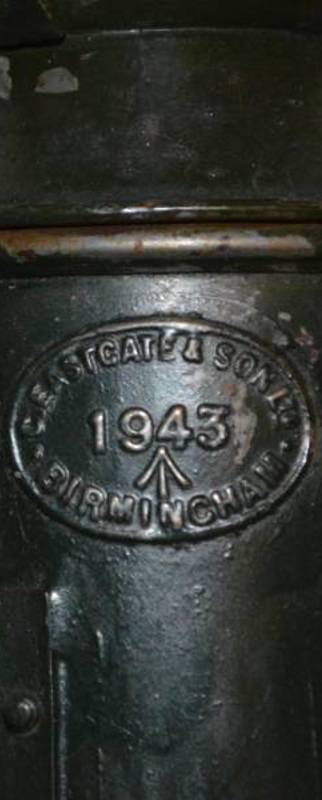 C. EASTGATE & SON LTD
1943
BIRMINGHAM